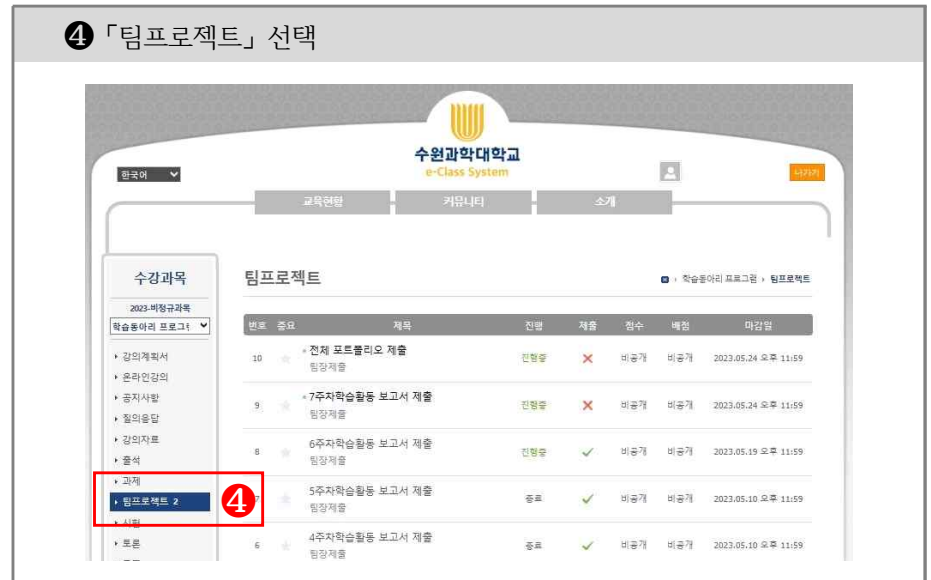 ❹「팀프로젝트」 선택
수원과학대학교
e-Class System
한국어
나가기
교육현황 커뮤니티 소개
수강과목
2023-비정규과목
학습동아리 프로그램
강의계획서
온라인강의
공지사항
질의응답
강의자료
출석
과제
팀프로젝트 2
❹
시험
토론
팀프로젝트
학습동아리 프로그램 › 팀프로젝트
번호 중요 제목 진행 제출 점수 배점 마감일
10 전체 포트폴리오 제출 진행중 비공개 비공개 2023.05.24 오후 11:59
팀장제출
9 7주차학습활동 보고서 제출 진행중 비공개 비공개 2023.05.24 오후 11:59
팀장제출
8 6주차학습활동 보고서 제출 진행중 비공개 비공개 2023.05.19 오후 11:59
팀장제출
7 5주차학습활동 보고서 제출 종료 비공개 비공개 2023.05.10 오후 11:59
팀장제출
6 4주차학습활동 보고서 제출 종료 비공개 비공개 2023.05.10 오후 11:59
팀장제출